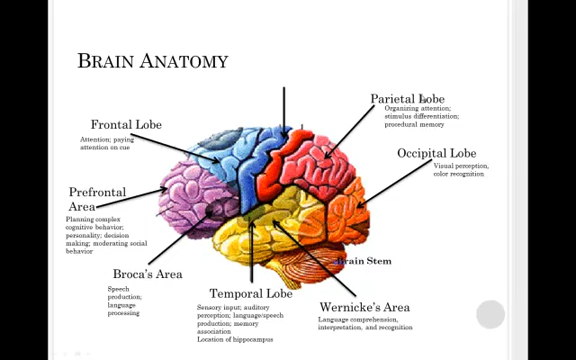 BRAIN ANATOMY
Parietal Lobe
Organizing attention;
stimulus differentiation;
procedural memory
Frontal Lobe
Attention; paying
attention on cue
Occipital Lobe
Visual perception,
color recognition
Prefrontal
Area
Planning complex
cognitive behavior;
personality; decision
making; moderating social
behavior
Brain Stem
Broca's Area
Speech
production;
language
processing
Temporal Lobe
Sensory input; auditory
perception; language/speech
production; memory
association
Location of hippocampus
Wernicke's Area
Language comprehension,
interpretation, and recognition